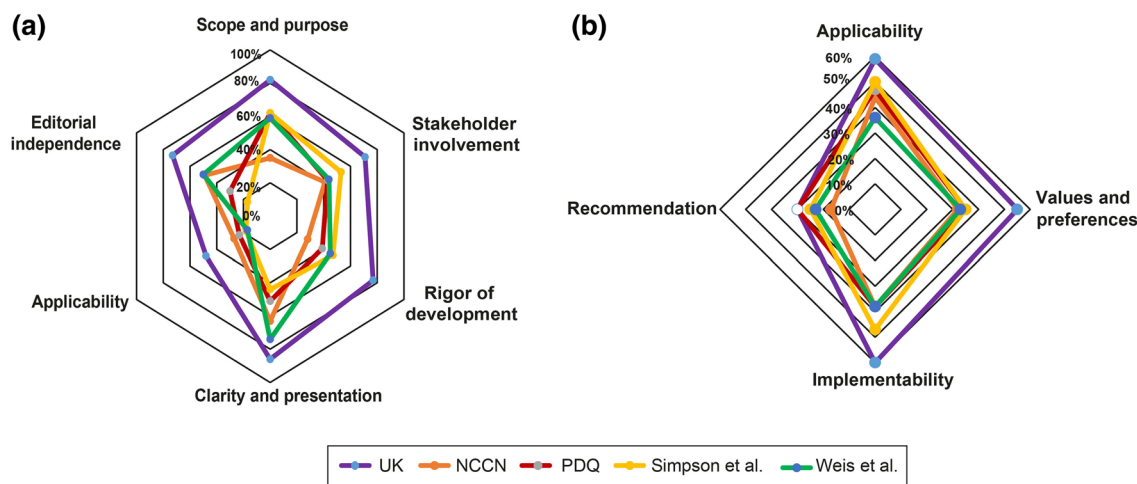 (a)
Scope and purpose
100%
80%
60%
40%
20%
0%
Editorial
independence
Stakeholder
involvement
Applicability
Rigor of
development
Clarity and presentation
(b)
Applicability
60%
50%
40%
30%
20%
10%
0%
Recommendation
Values and
preferences
Implementability
UK NCCN PDQ Simpson et al. Weis et al.